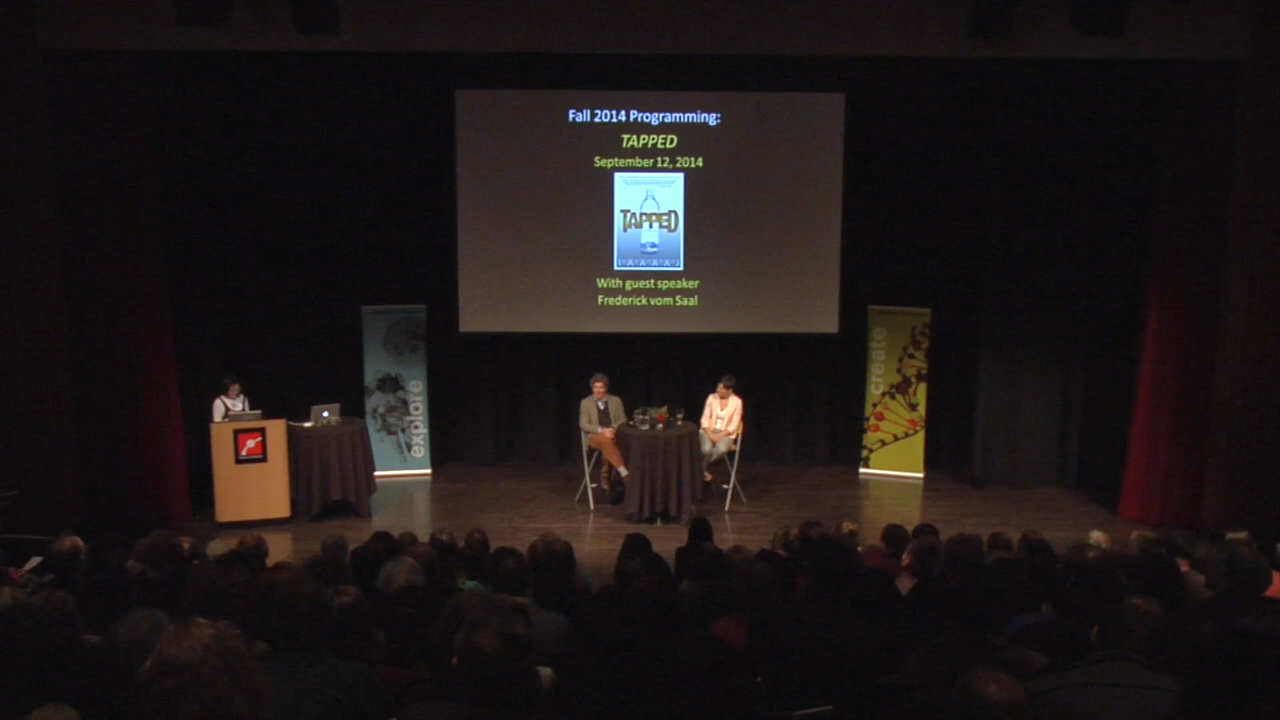 Fall 2014 Programming:
TAPPED
September 12, 2014
TAPPED
With guest speaker
Frederick vom Saal
explore
create